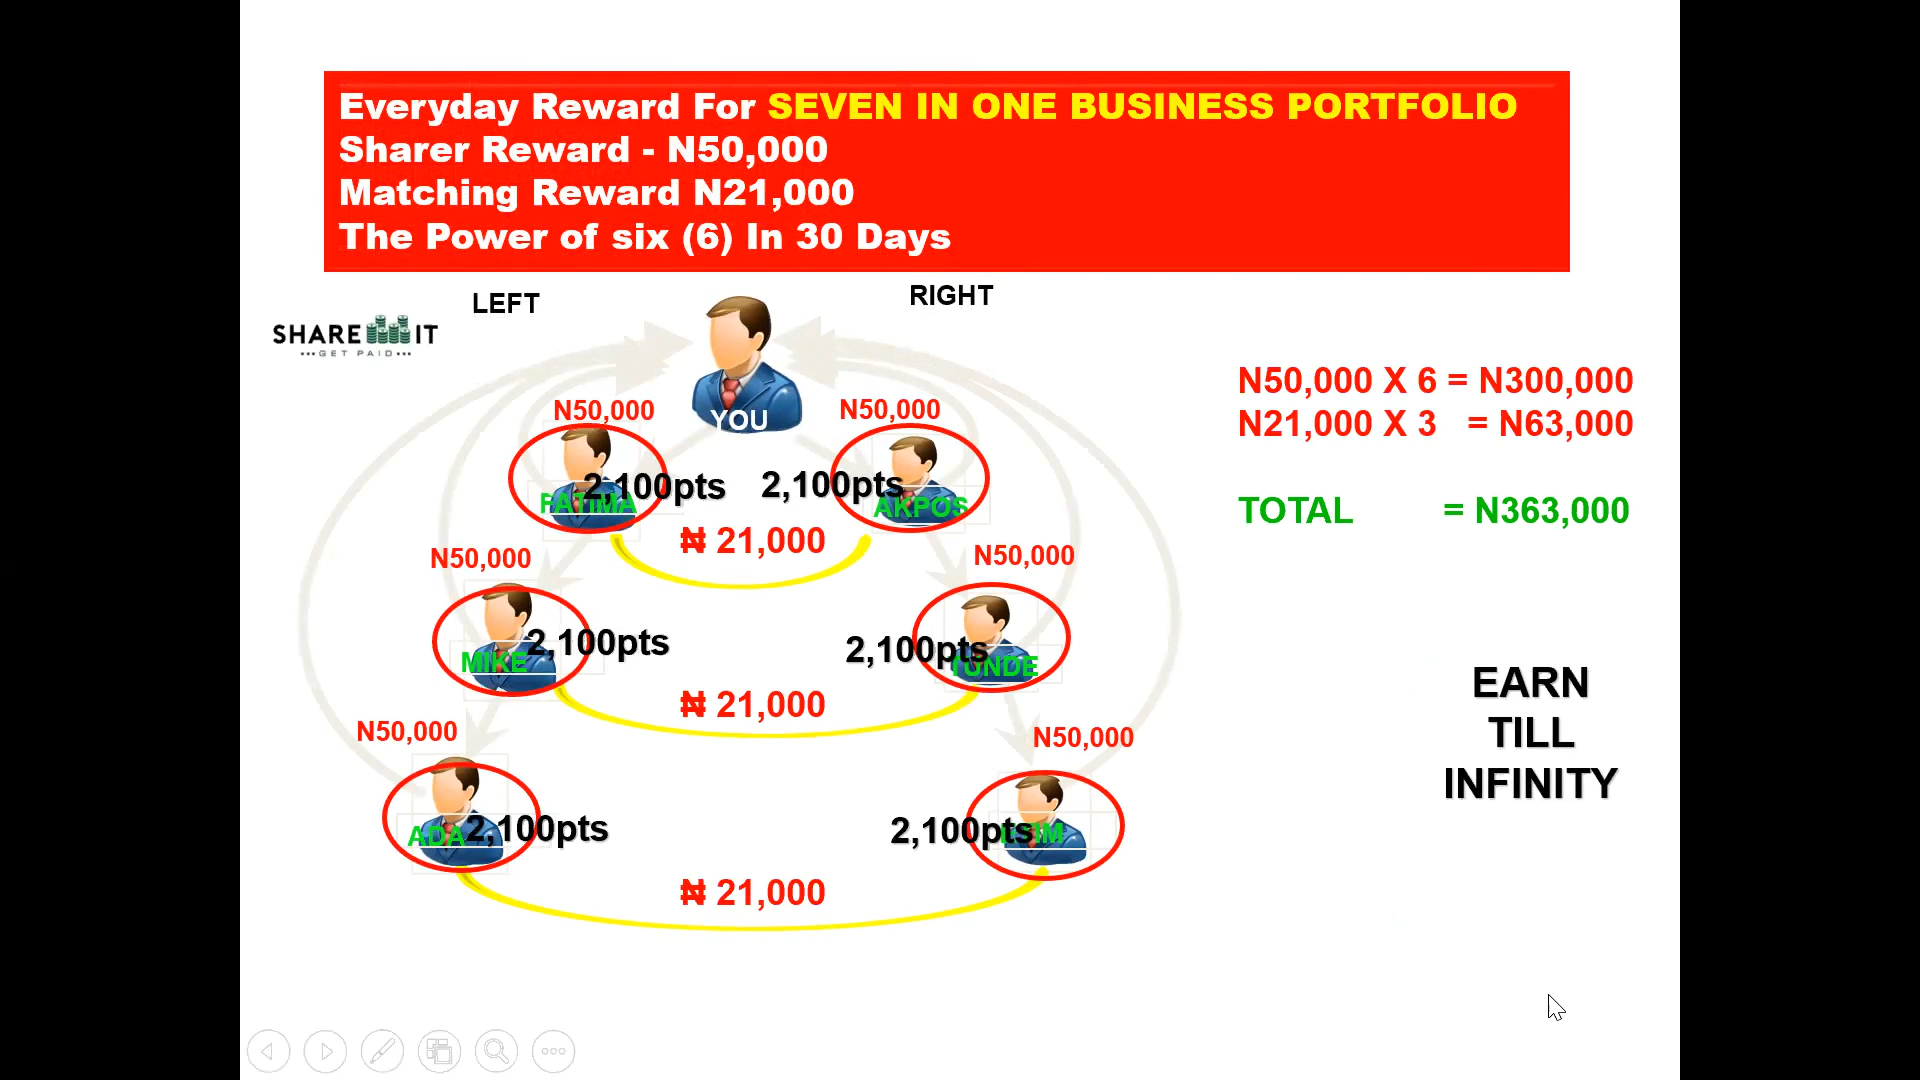 Everyday Reward For SEVEN IN ONE BUSINESS PORTFOLIO
Sharer Reward - N50,000
Matching Reward N21,000
The Power of six (6) In 30 Days
LEFT
RIGHT
SHARE IT
GET PAID
YOU
N50,000
N50,000
2,100pts
2,100pts
FATIMA
AKPOS
₦ 21,000
N50,000
N50,000
2,100pts
2,100pts
MIKE
TUNDE
₦ 21,000
N50,000
N50,000
2,100pts
2,100pts
ADA
₦ 21,000
N50,000 X 6 = N300,000
N21,000 X 3 = N63,000
TOTAL = N363,000
EARN
TILL
INFINITY